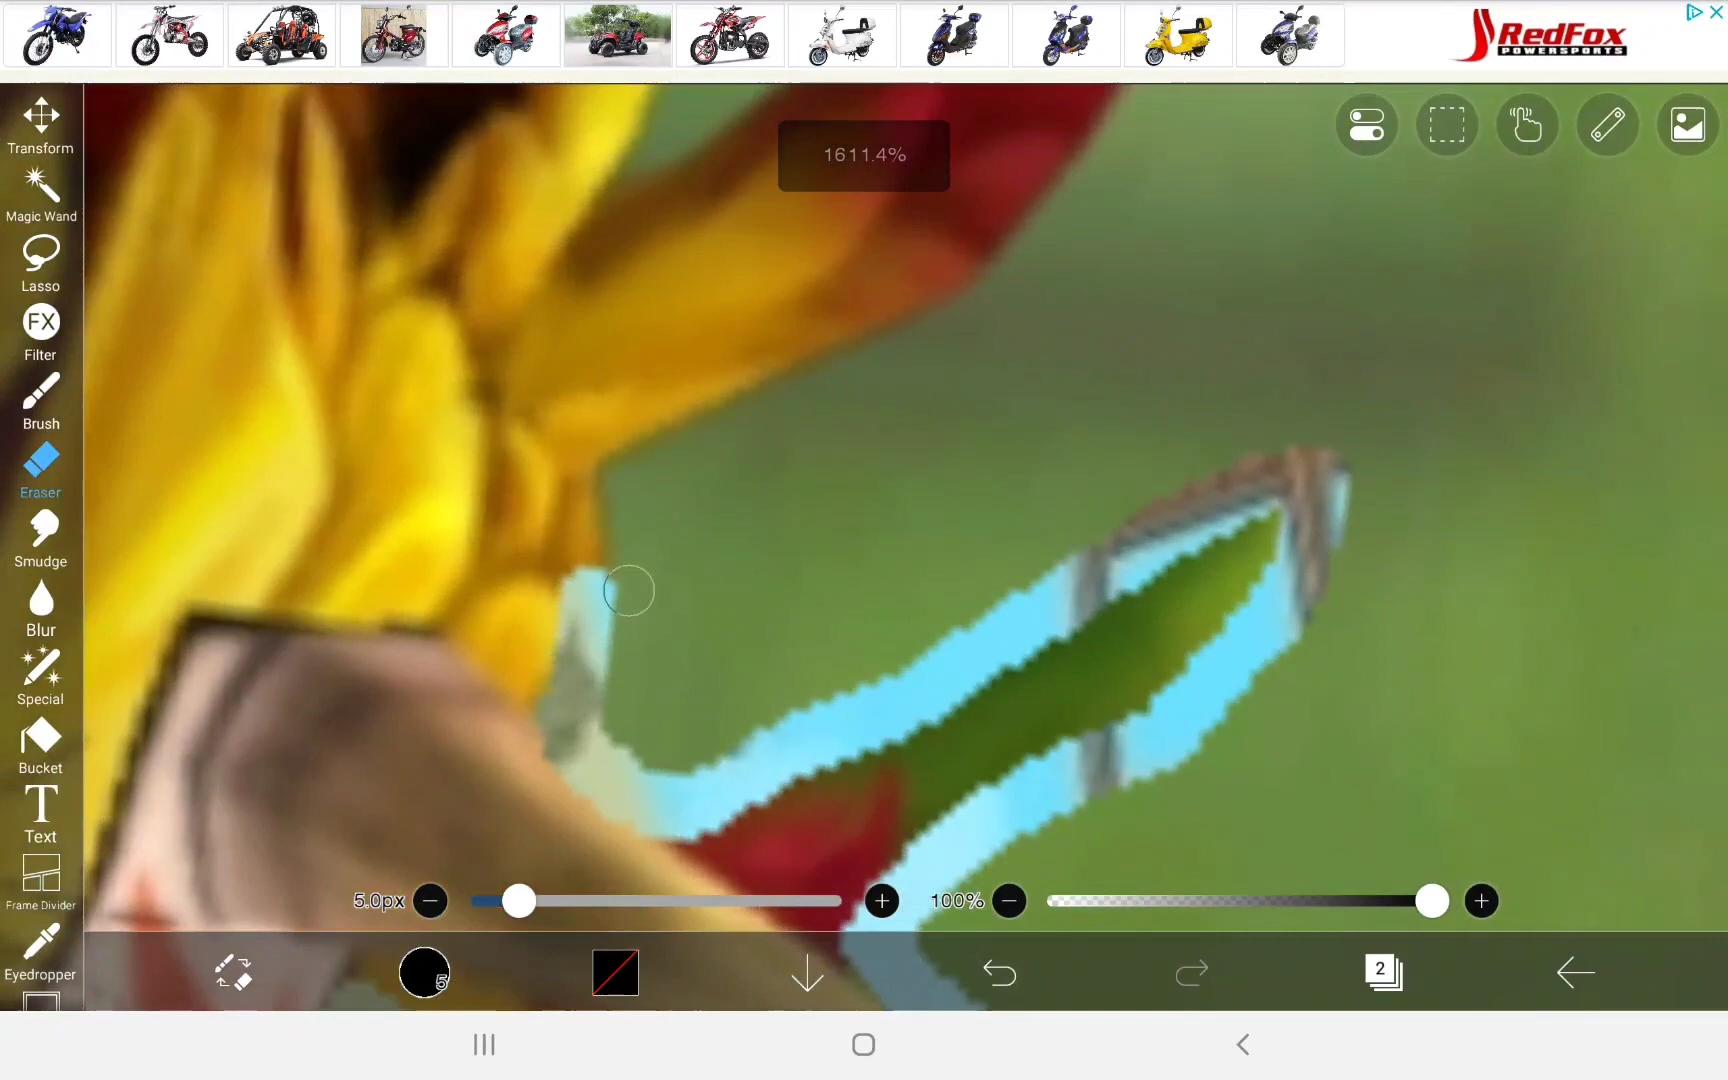 RedFox
POWERSPORTS
1611.4%
Transform
Magic Wand
Lasso
FX
Filter
Brush
Eraser
Smudge
Blur
Special
Bucket
T
Text
Frame Divider
Eyedropper
5.0px
100%
5
2